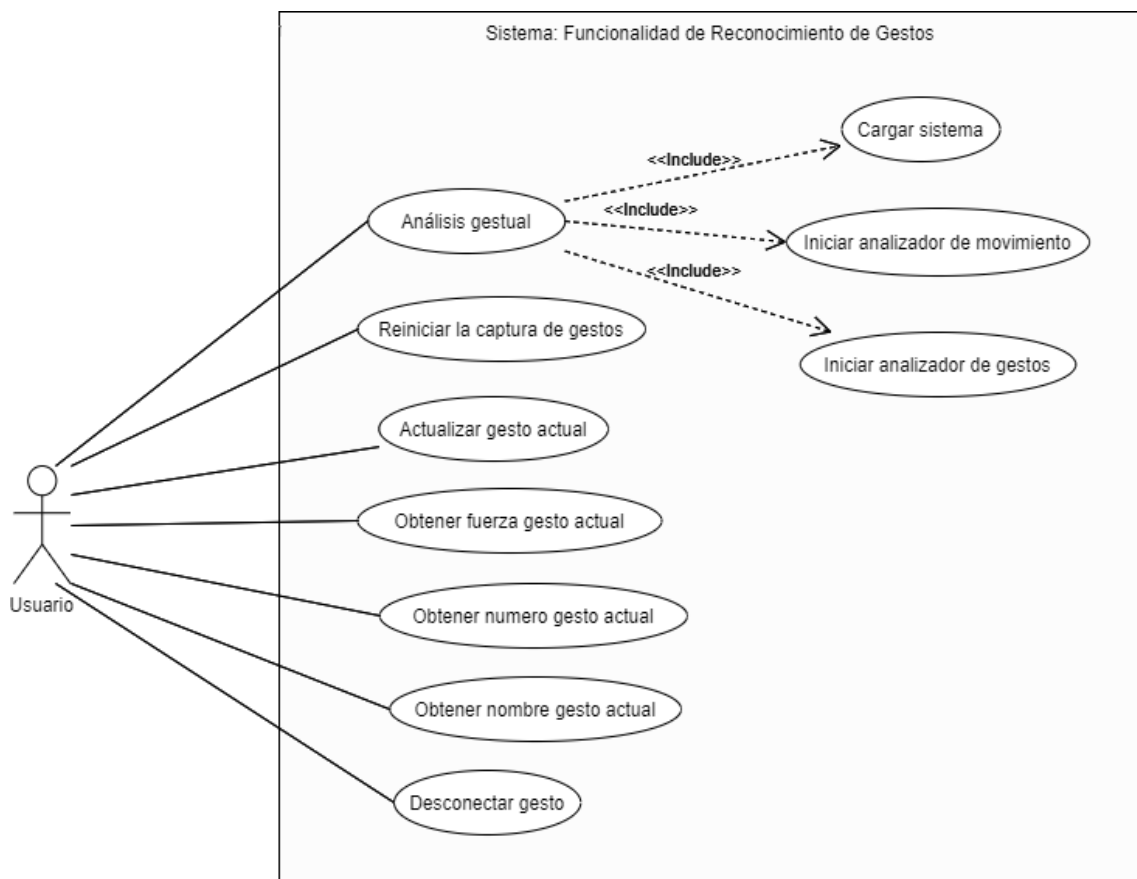 Sistema: Funcionalidad de Reconocimiento de Gestos
Cargar sistema
<<Include>>
Análisis gestual
<<Include>>
Iniciar analizador de movimiento
<<Include>>
Reiniciar la captura de gestos
Iniciar analizador de gestos
Actualizar gesto actual
Obtener fuerza gesto actual
Usuario
Obtener numero gesto actual
Obtener nombre gesto actual
Desconectar gesto